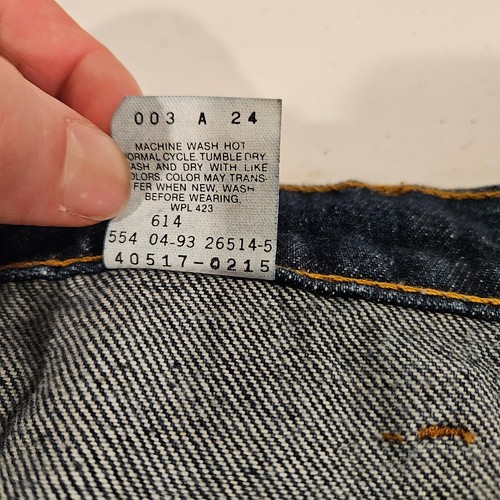 003 A 24
MACHINE WASH HOT
NORMAL CYCLE. TUMBLE DRY.
WASH AND DRY WITH LIKE
COLORS. COLOR MAY TRANS
FER WHEN NEW. WASH
BEFORE WEARING.
WPL 423
614
554 04-93 26514-5
40517-0215